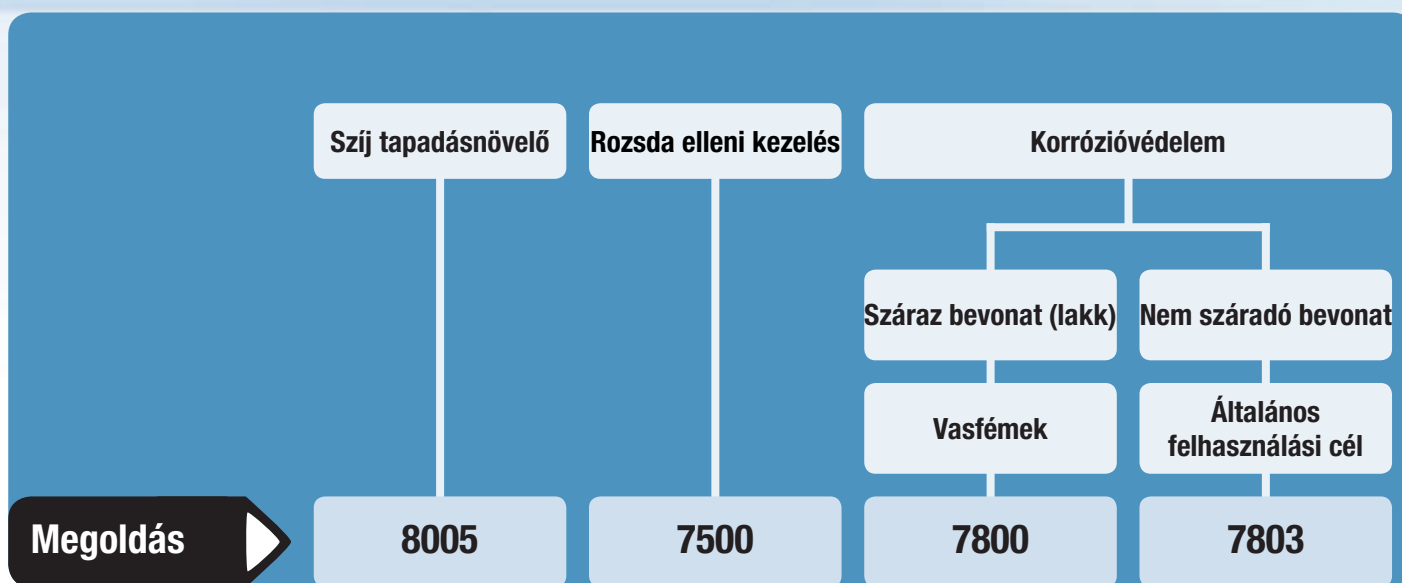 Szíj tapadásnövelő
Rozsda elleni kezelés
Korrózióvédelem
Száraz bevonat (lakk)
Nem száradó bevonat
Vasfémek
Általános
felhasználási cél
Megoldás
8005
7500
7800
7803